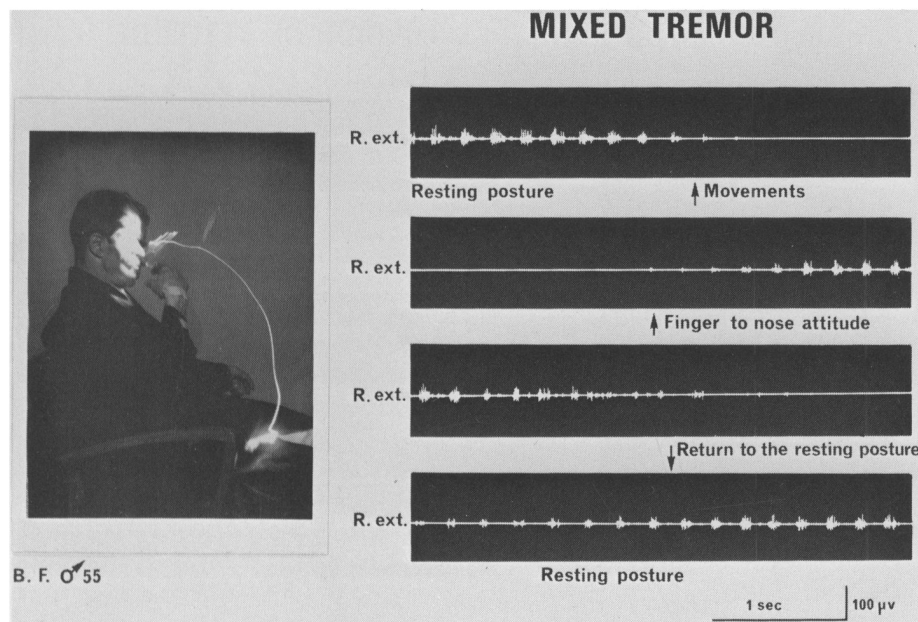 MIXED TREMOR
R. ext.
Resting posture ↑ Movements
R. ext.
↑ Finger to nose attitude
R. ext.
↓ Return to the resting posture
R. ext.
B. F. ♂ 55
Resting posture
1 sec 100 μv